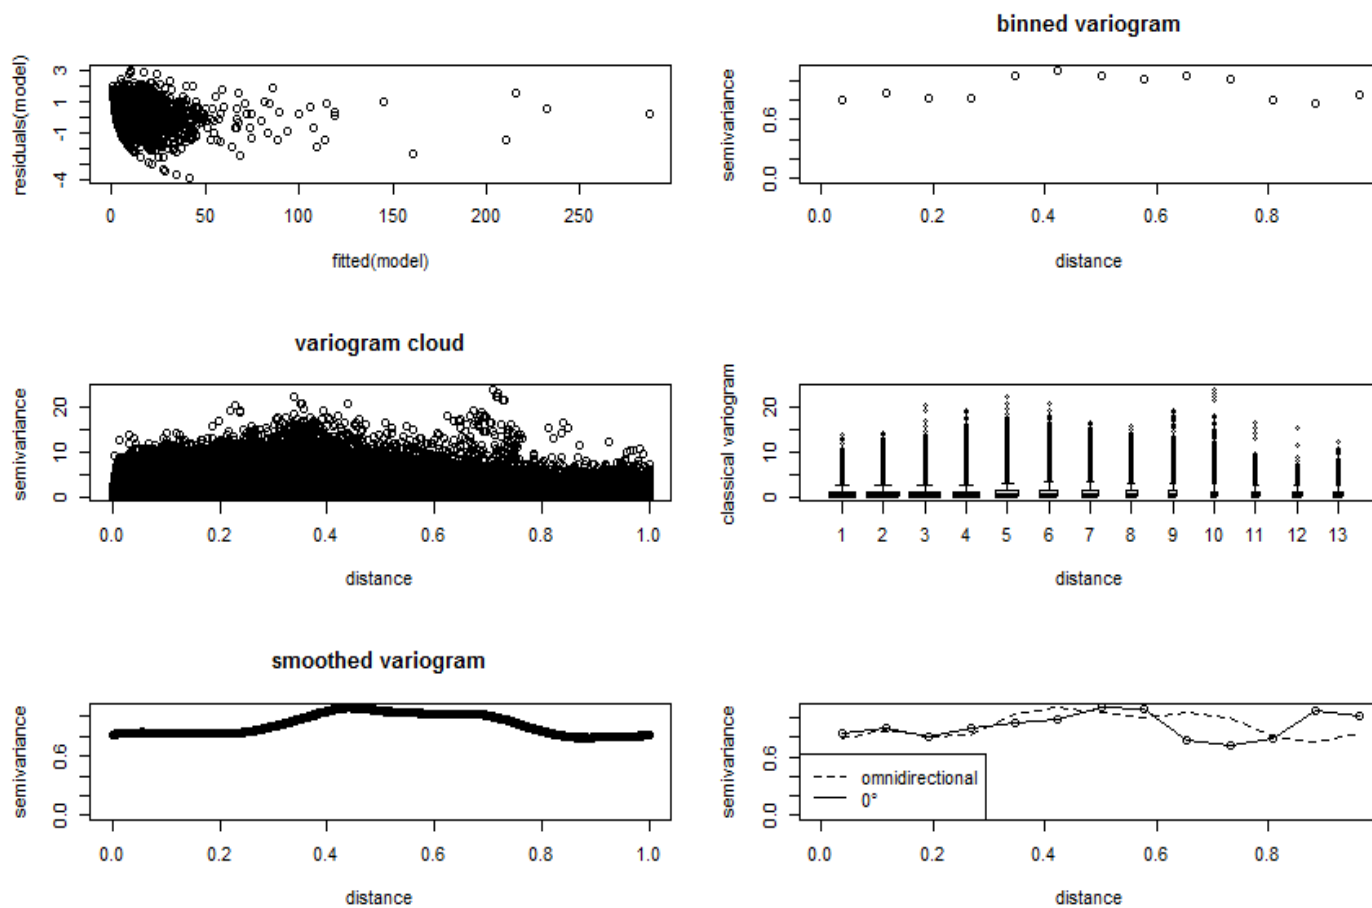 residuals(model)
3
1
-1
-4
0 50 100 150 200 250
fitted(model)
binned variogram
semivariance
0.6
0.0
0.0 0.2 0.4 0.6 0.8
distance
variogram cloud
semivariance
20
10
0
0.0 0.2 0.4 0.6 0.8 1.0
distance
classical variogram
20
10
0
1 2 3 4 5 6 7 8 9 10 11 12 13
distance
smoothed variogram
semivariance
0.6
0.0
0.0 0.2 0.4 0.6 0.8 1.0
distance
semivariance
0.6
0.0
omnidirectional
0°
0.0 0.2 0.4 0.6 0.8
distance